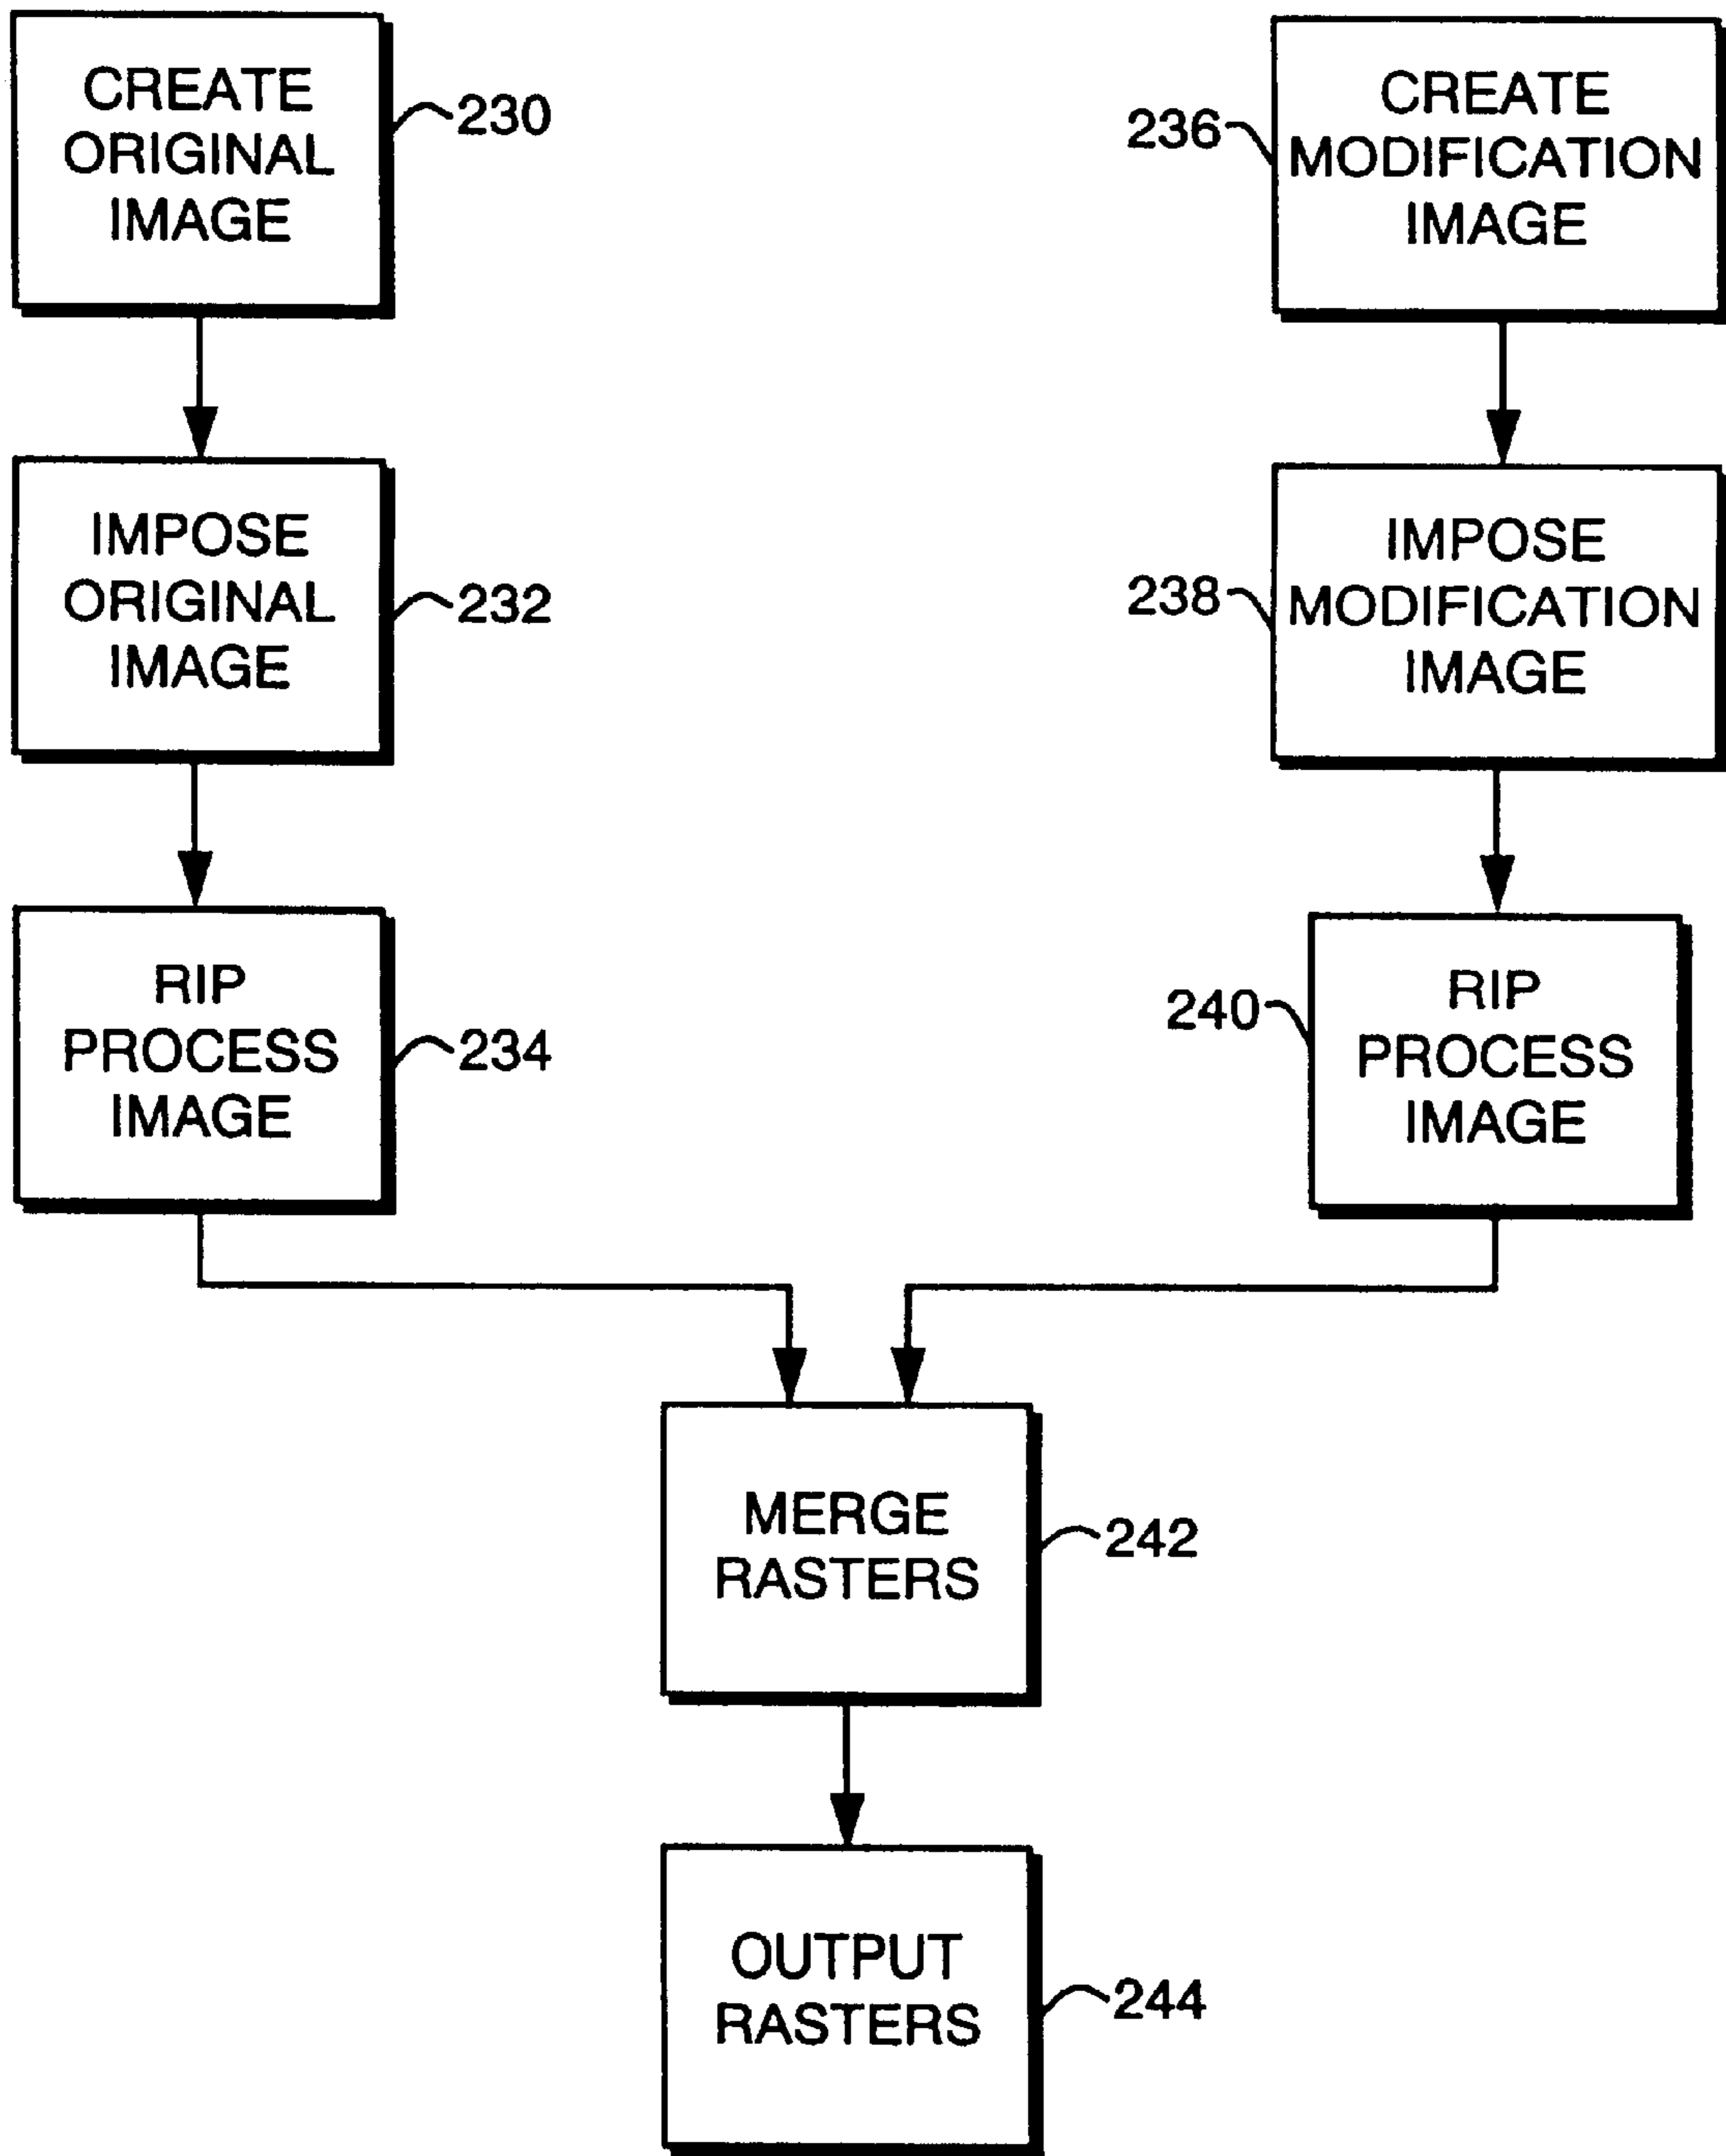 CREATE
ORIGINAL
IMAGE
230
CREATE
MODIFICATION
IMAGE
236
IMPOSE
ORIGINAL
IMAGE
232
IMPOSE
MODIFICATION
IMAGE
238
RIP
PROCESS
IMAGE
234
RIP
PROCESS
IMAGE
240
MERGE
RASTERS
242
OUTPUT
RASTERS
244